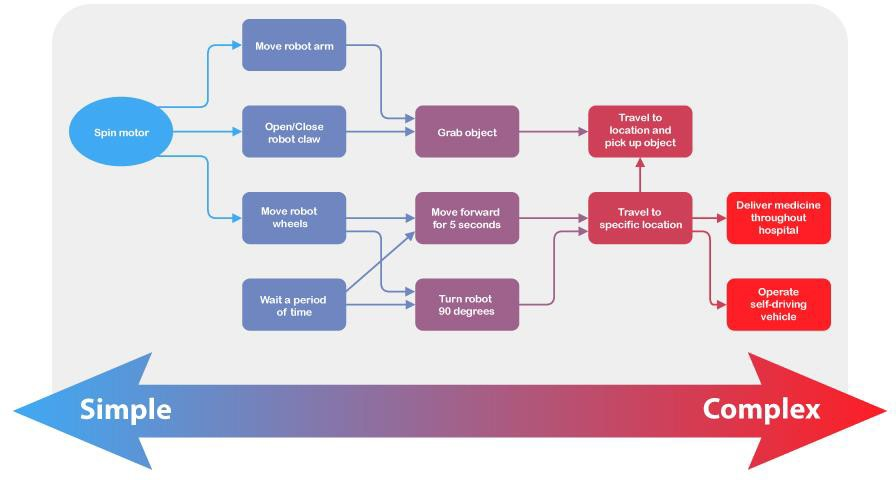 Move robot arm
Spin motor
Open/Close
robot claw
Grab object
Travel to
location and
pick up object
Move robot
wheels
Move forward
for 5 seconds
Travel to
specific location
Deliver medicine
throughout
hospital
Wait a period
of time
Turn robot
90 degrees
Operate
self-driving
vehicle
Simple
Complex